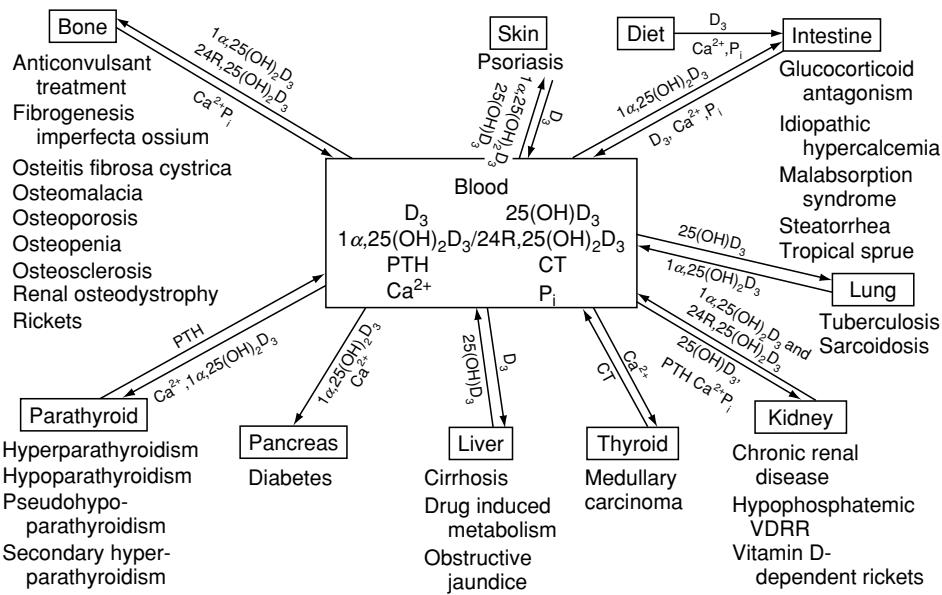 Bone
1α,25(OH)₂D₃
24R,25(OH)₂D₃
Ca²⁺Pᵢ
Anticonvulsant
treatment
Fibrogenesis
imperfecta ossium
Osteitis fibrosa cystrica
Osteomalacia
Osteoporosis
Osteopenia
Osteosclerosis
Renal osteodystrophy
Rickets
Skin
Psoriasis
1α,25(OH)₂D₃
25(OH)D₃
D₃
Diet
D₃
Ca²⁺,Pᵢ
Intestine
1α,25(OH)₂D₃
D₃, Ca²⁺,Pᵢ
Glucocorticoid
antagonism
Idiopathic
hypercalcemia
Malabsorption
syndrome
Steatorrhea
Tropical sprue
Blood
D₃ 25(OH)D₃
1α,25(OH)₂D₃/24R,25(OH)₂D₃
PTH CT
Ca²⁺ Pᵢ
25(OH)D₃
1α,25(OH)₂D₃
Lung
Tuberculosis
Sarcoidosis
PTH
Ca²⁺,1α,25(OH)₂D₃
Parathyroid
Hyperparathyroidism
Hypoparathyroidism
Pseudohypo-
parathyroidism
Secondary hyper-
parathyroidism
1α,25(OH)₂D₃
Ca²⁺
Pancreas
Diabetes
25(OH)D₃
D₃
Liver
Cirrhosis
Drug induced
metabolism
Obstructive
jaundice
Ca²⁺
CT
Thyroid
Medullary
carcinoma
1α,25(OH)₂D₃ and
24R,25(OH)₂D₃
25(OH)D₃,
PTH Ca²⁺Pᵢ
Kidney
Chronic renal
disease
Hypophosphatemic
VDRR
Vitamin D-
dependent rickets